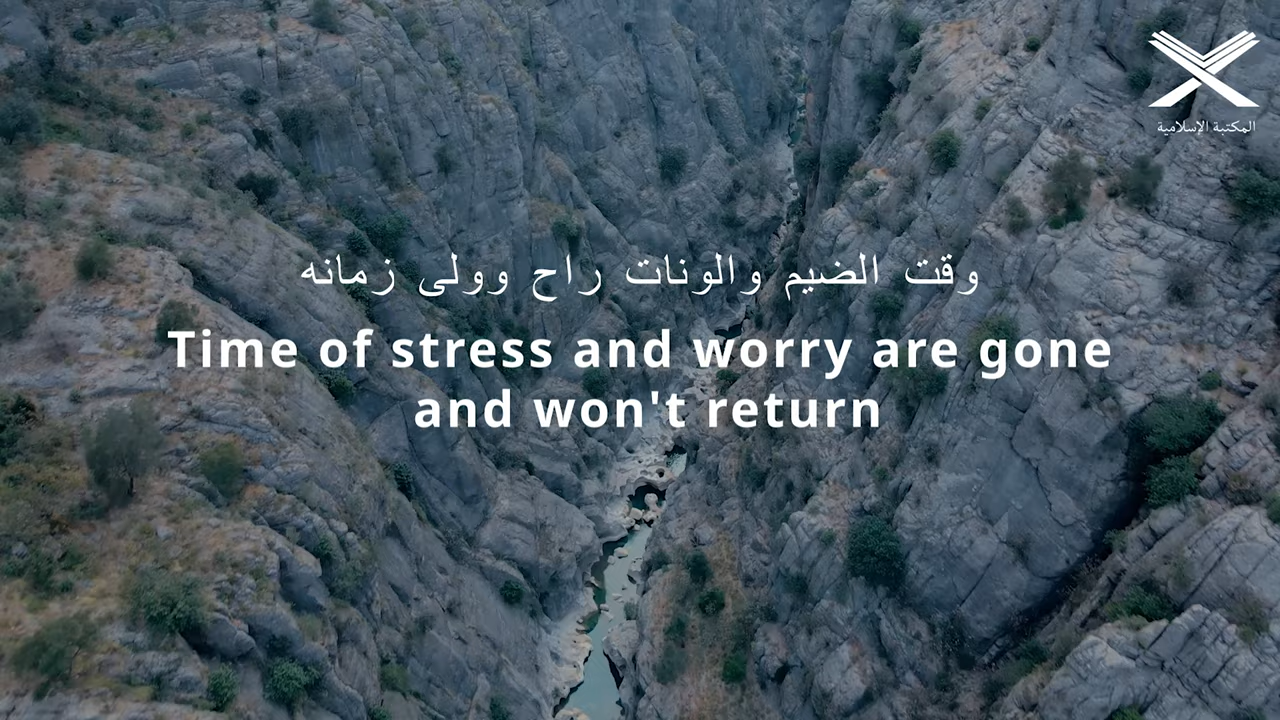 المكتبة الإسلامية
وقت الضيم والونات راح وولى زمانه
Time of stress and worry are gone
and won't return